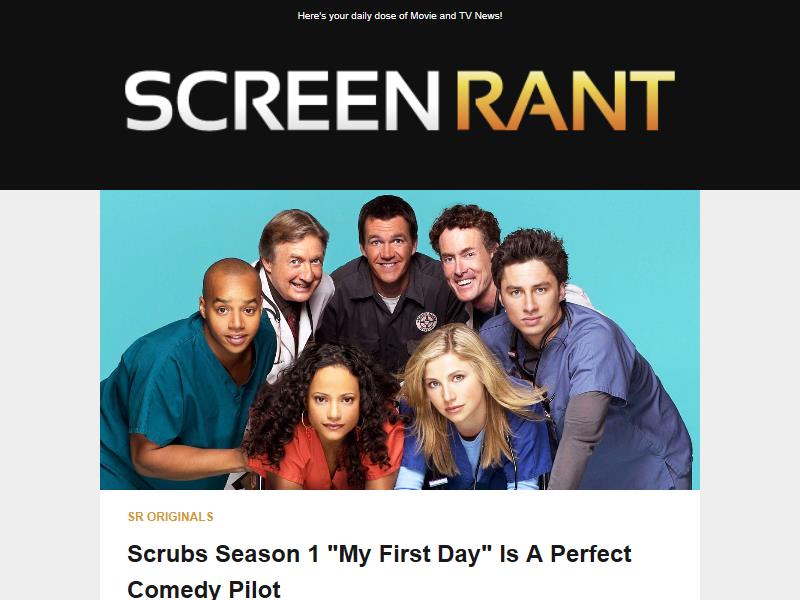 Here's your daily dose of Movie and TV News!
SCREEN RANT
SR ORIGINALS
Scrubs Season 1 "My First Day" Is A Perfect
Comedy Pilot